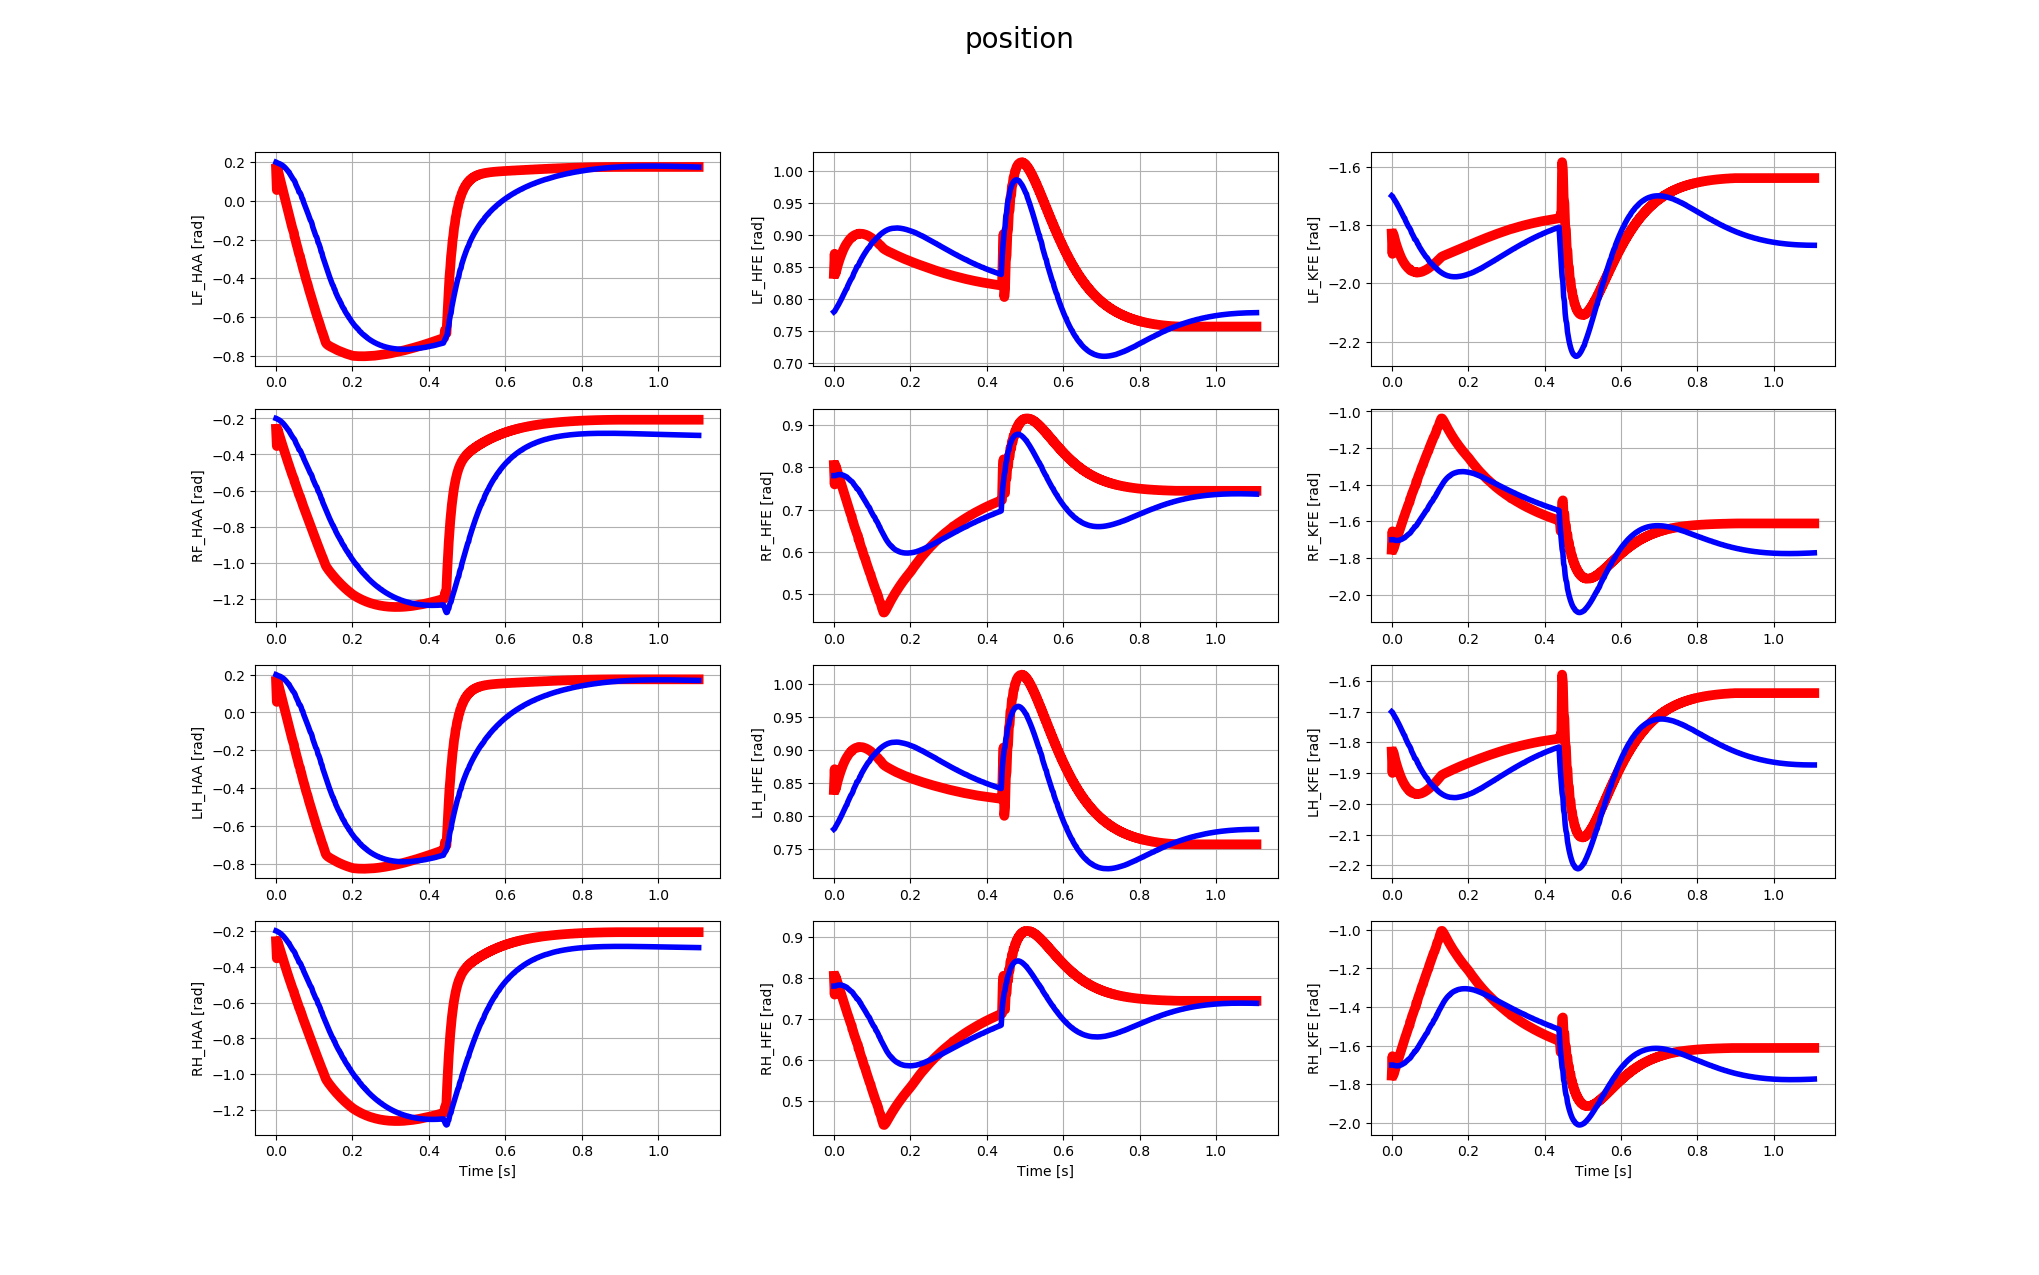 position
LF_HAA [rad]
0.2
0.0
−0.2
−0.4
−0.6
−0.8
0.0 0.2 0.4 0.6 0.8 1.0
LF_HFE [rad]
1.00
0.95
0.90
0.85
0.80
0.75
0.70
0.0 0.2 0.4 0.6 0.8 1.0
LF_KFE [rad]
−1.6
−1.8
−2.0
−2.2
0.0 0.2 0.4 0.6 0.8 1.0
RF_HAA [rad]
−0.2
−0.4
−0.6
−0.8
−1.0
−1.2
0.0 0.2 0.4 0.6 0.8 1.0
RF_HFE [rad]
0.9
0.8
0.7
0.6
0.5
0.0 0.2 0.4 0.6 0.8 1.0
RF_KFE [rad]
−1.0
−1.2
−1.4
−1.6
−1.8
−2.0
0.0 0.2 0.4 0.6 0.8 1.0
LH_HAA [rad]
0.2
0.0
−0.2
−0.4
−0.6
−0.8
0.0 0.2 0.4 0.6 0.8 1.0
LH_HFE [rad]
1.00
0.95
0.90
0.85
0.80
0.75
0.0 0.2 0.4 0.6 0.8 1.0
LH_KFE [rad]
−1.6
−1.7
−1.8
−1.9
−2.0
−2.1
−2.2
0.0 0.2 0.4 0.6 0.8 1.0
RH_HAA [rad]
−0.2
−0.4
−0.6
−0.8
−1.0
−1.2
0.0 0.2 0.4 0.6 0.8 1.0
Time [s]
RH_HFE [rad]
0.9
0.8
0.7
0.6
0.5
0.0 0.2 0.4 0.6 0.8 1.0
Time [s]
RH_KFE [rad]
−1.0
−1.2
−1.4
−1.6
−1.8
−2.0
0.0 0.2 0.4 0.6 0.8 1.0
Time [s]